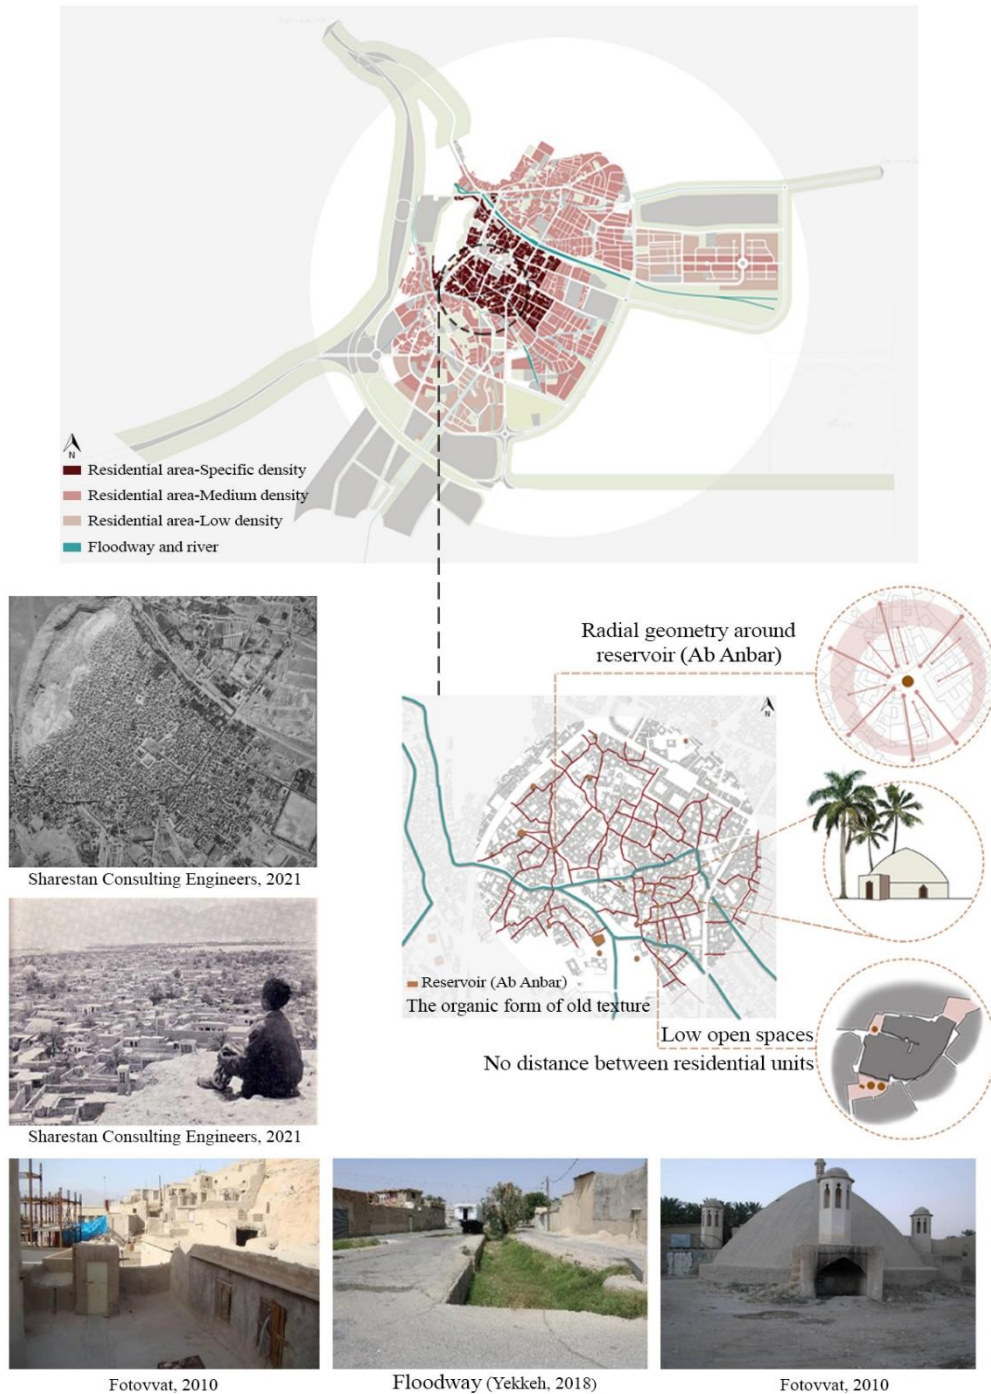 N
Residential area-Specific density
Residential area-Medium density
Residential area-Low density
Floodway and river
Sharestan Consulting Engineers, 2021
Sharestan Consulting Engineers, 2021
Radial geometry around
reservoir (Ab Anbar)
N
Reservoir (Ab Anbar)
The organic form of old texture
Low open spaces
No distance between residential units
Fotovvat, 2010
Floodway (Yekkeh, 2018)
Fotovvat, 2010